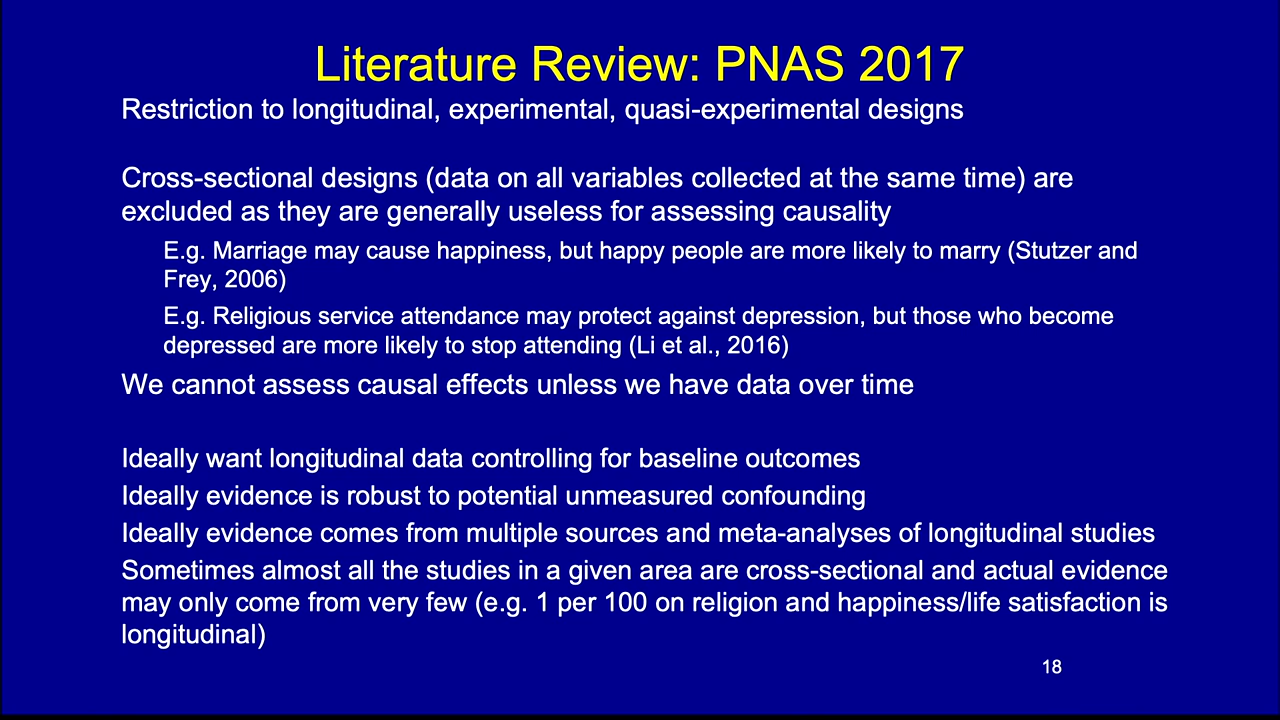 Literature Review: PNAS 2017
Restriction to longitudinal, experimental, quasi-experimental designs
Cross-sectional designs (data on all variables collected at the same time) are
excluded as they are generally useless for assessing causality
E.g. Marriage may cause happiness, but happy people are more likely to marry (Stutzer and
Frey, 2006)
E.g. Religious service attendance may protect against depression, but those who become
depressed are more likely to stop attending (Li et al., 2016)
We cannot assess causal effects unless we have data over time
Ideally want longitudinal data controlling for baseline outcomes
Ideally evidence is robust to potential unmeasured confounding
Ideally evidence comes from multiple sources and meta-analyses of longitudinal studies
Sometimes almost all the studies in a given area are cross-sectional and actual evidence
may only come from very few (e.g. 1 per 100 on religion and happiness/life satisfaction is
longitudinal)
18